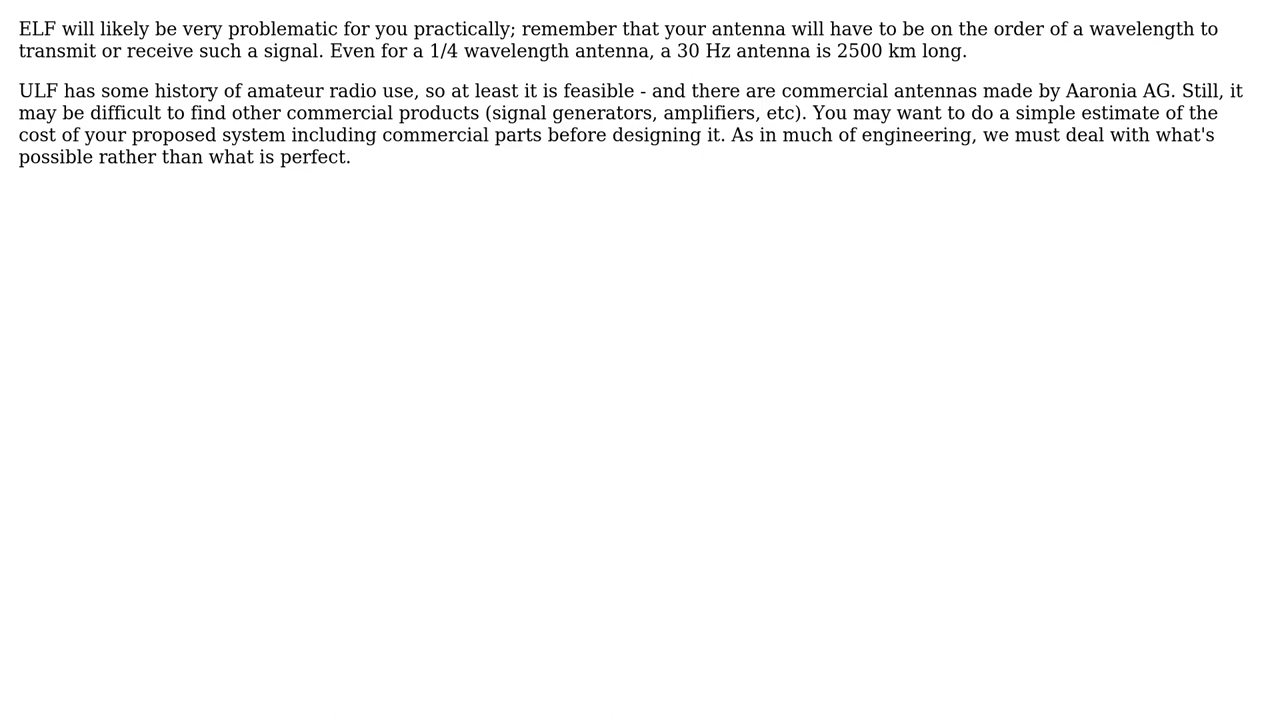 ELF will likely be very problematic for you practically; remember that your antenna will have to be on the order of a wavelength to
transmit or receive such a signal. Even for a 1/4 wavelength antenna, a 30 Hz antenna is 2500 km long.
ULF has some history of amateur radio use, so at least it is feasible - and there are commercial antennas made by Aaronia AG. Still, it
may be difficult to find other commercial products (signal generators, amplifiers, etc). You may want to do a simple estimate of the
cost of your proposed system including commercial parts before designing it. As in much of engineering, we must deal with what's
possible rather than what is perfect.